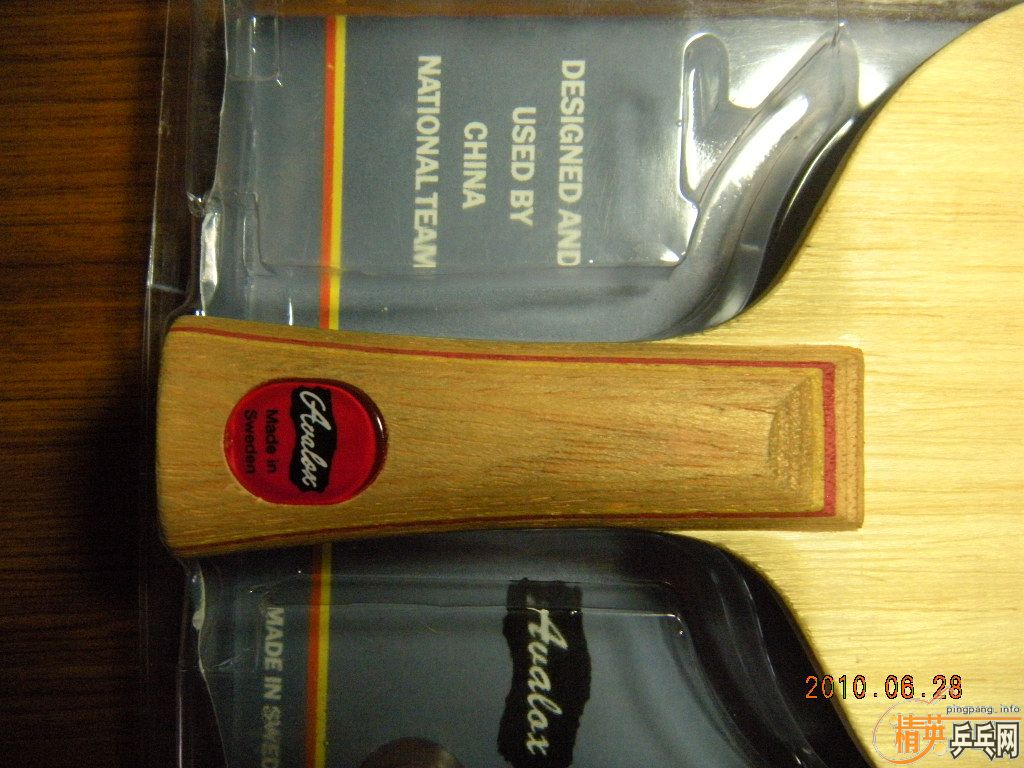 DESIGNED AND
USED BY
CHINA
NATIONAL TEAM
Avalox
Made in
Sweden
Avalox
MADE IN
2010.06.28
pingpang.info
精英乒乓网